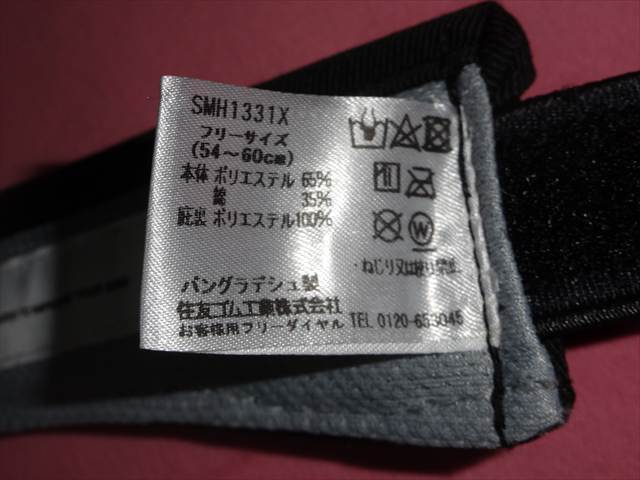 SMH1331X
フリーサイズ
(54～60cm)
本体 ポリエステル 65%
綿 35%
庇裏 ポリエステル100%
・ねじり又は絞り禁止
バングラデシュ製
住友ゴム工業株式会社
お客様用フリーダイヤル TEL 0120-653045